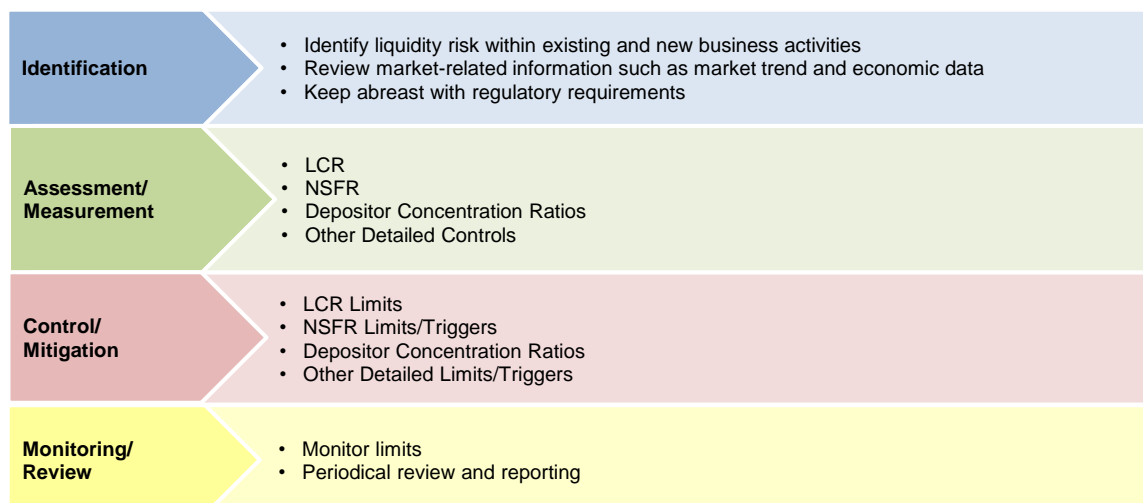 Identification
• Identify liquidity risk within existing and new business activities
• Review market-related information such as market trend and economic data
• Keep abreast with regulatory requirements
Assessment/
Measurement
• LCR
• NSFR
• Depositor Concentration Ratios
• Other Detailed Controls
Control/
Mitigation
• LCR Limits
• NSFR Limits/Triggers
• Depositor Concentration Ratios
• Other Detailed Limits/Triggers
Monitoring/
Review
• Monitor limits
• Periodical review and reporting